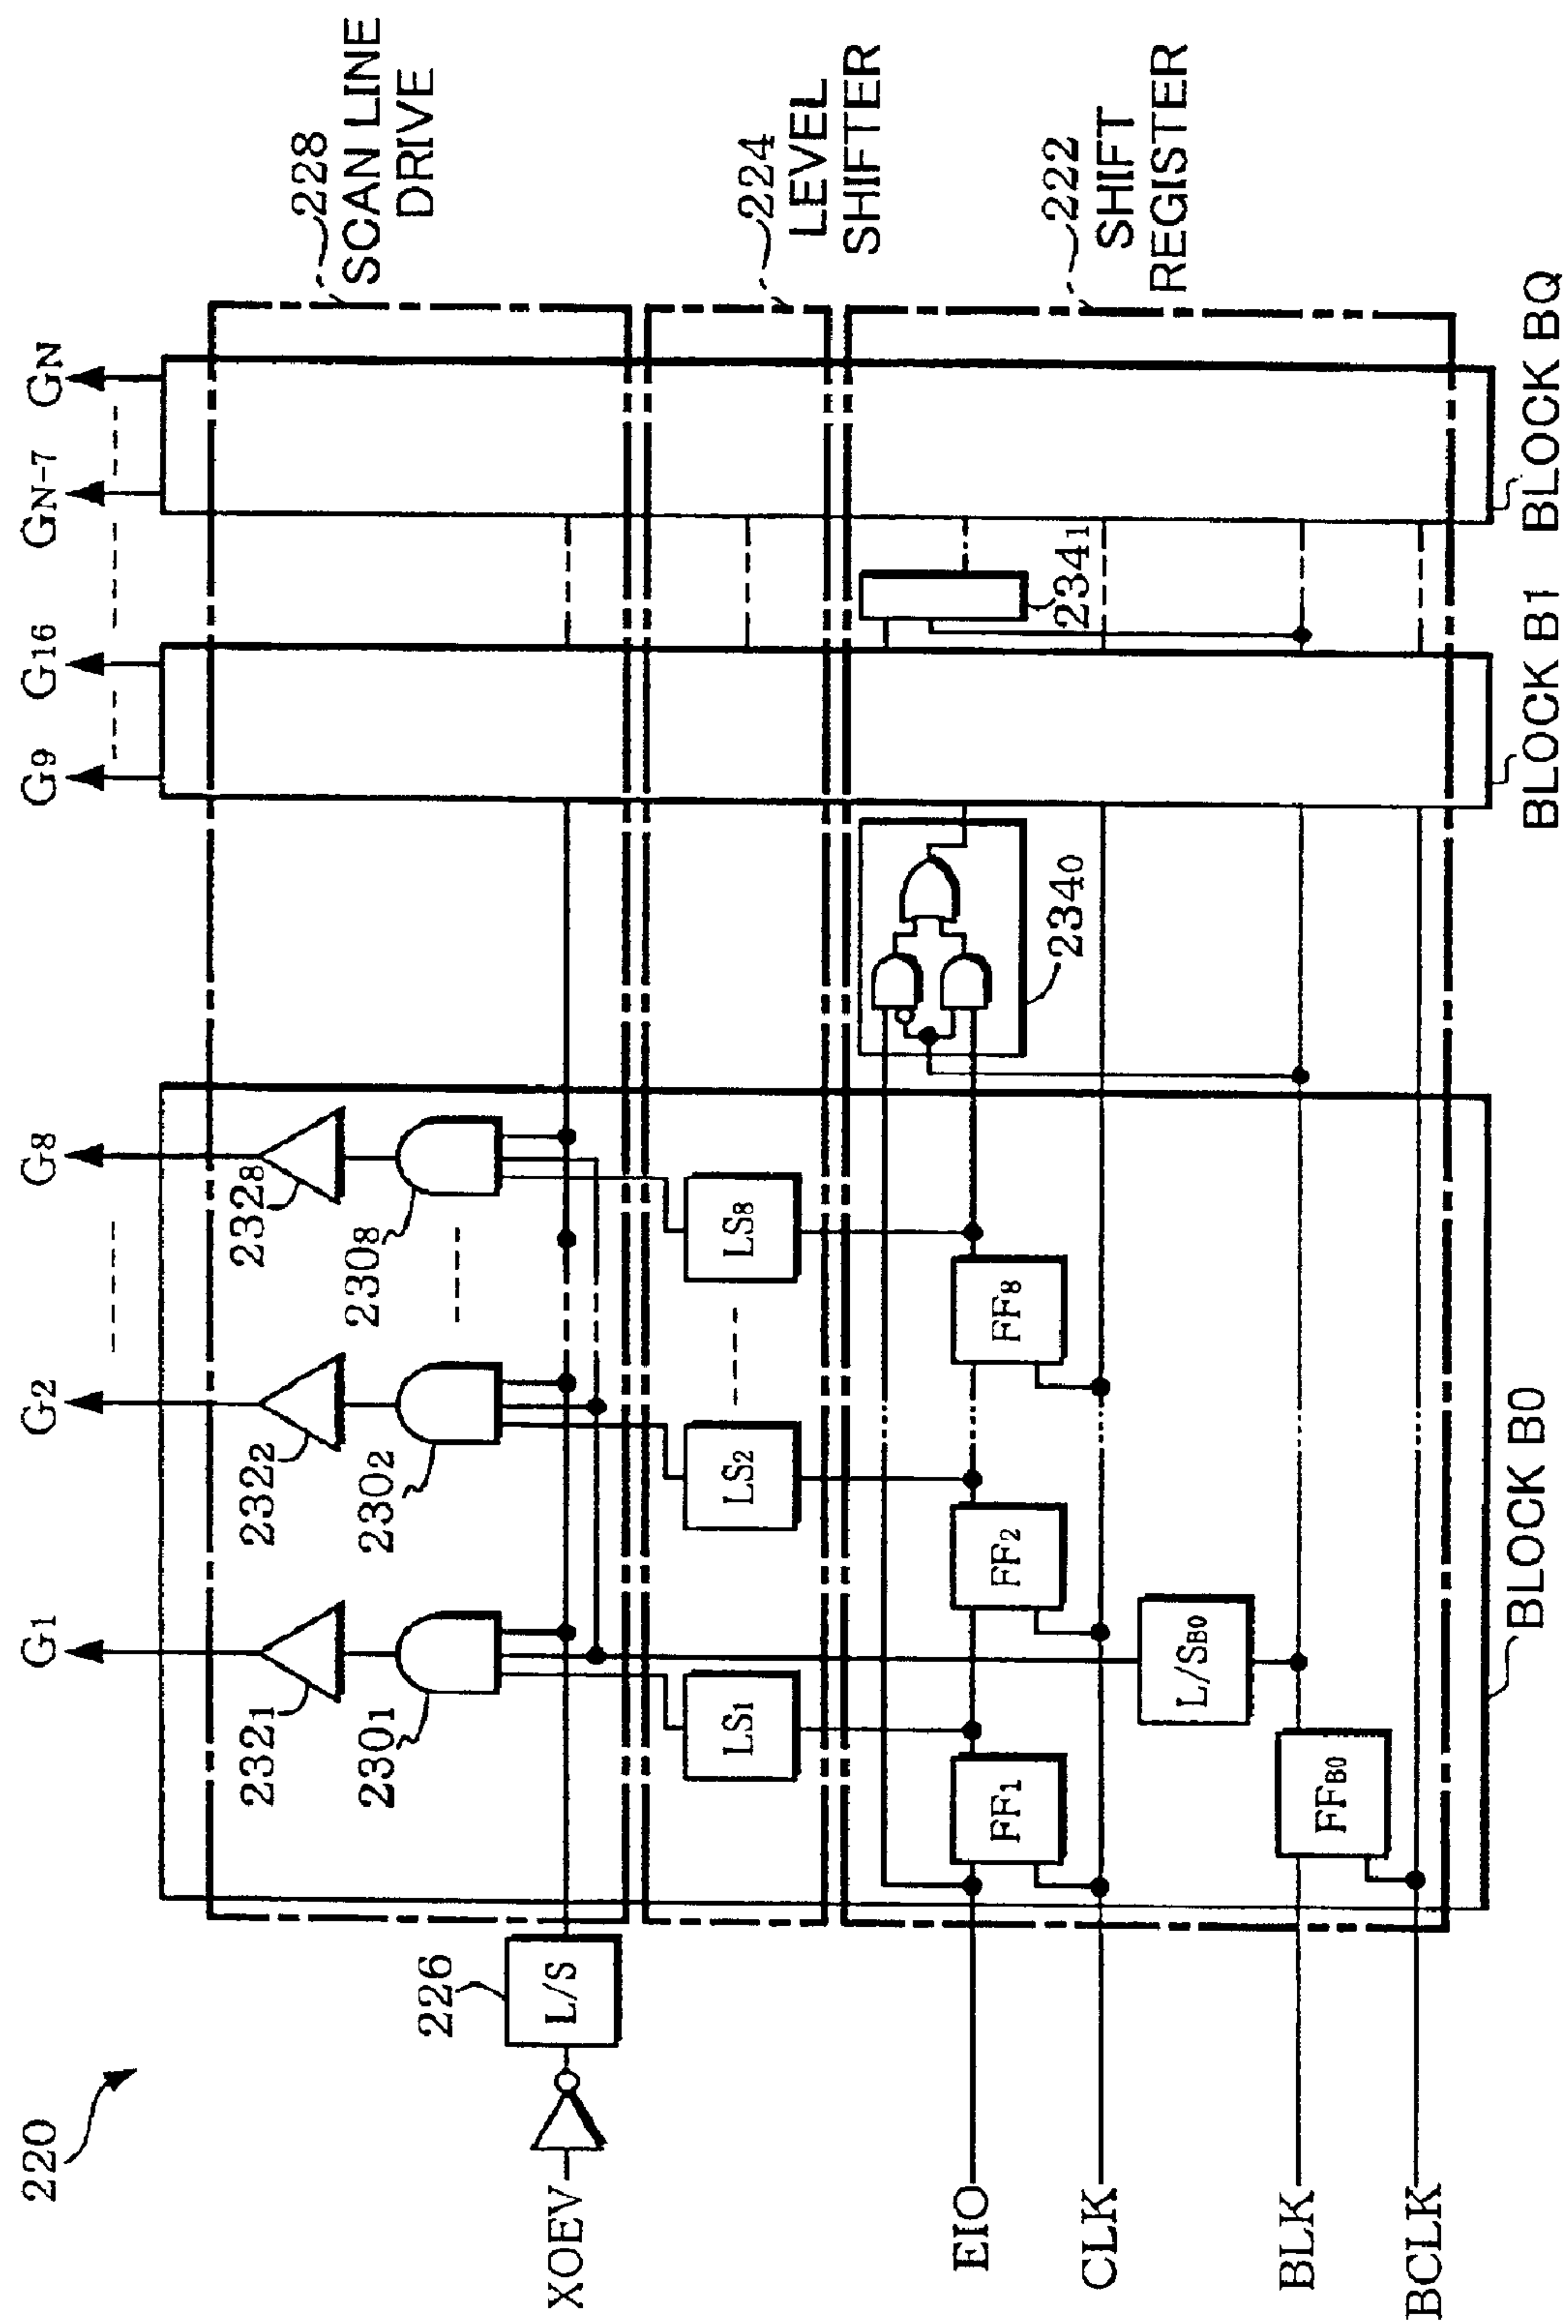 220
G1
G2
G8
G9
G16
GN-7
GN
2321
2322
2328
228
SCAN LINE
DRIVE
2301
2302
2308
226
L/S
XOEV
LS1
LS2
LS8
224
LEVEL
SHIFTER
EIO
FF1
FF2
FF8
2340
2341
222
SHIFT
REGISTER
CLK
L/SB0
BLK
FFB0
BCLK
BLOCK B0
BLOCK B1
BLOCK BQ